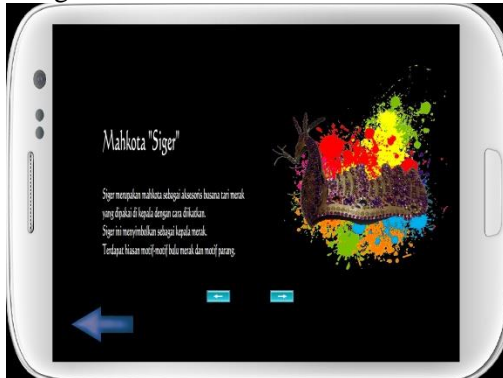 Mahkota "Siger"
Siger merupakan mahkota sebagai aksesoris busana tari merak
yang dipakai di kepala dengan cara diikatkan.
Siger ini menyimbolkan sebagai kepala merak.
Terdapat hiasan motif-motif bulu merak dan motif parang.